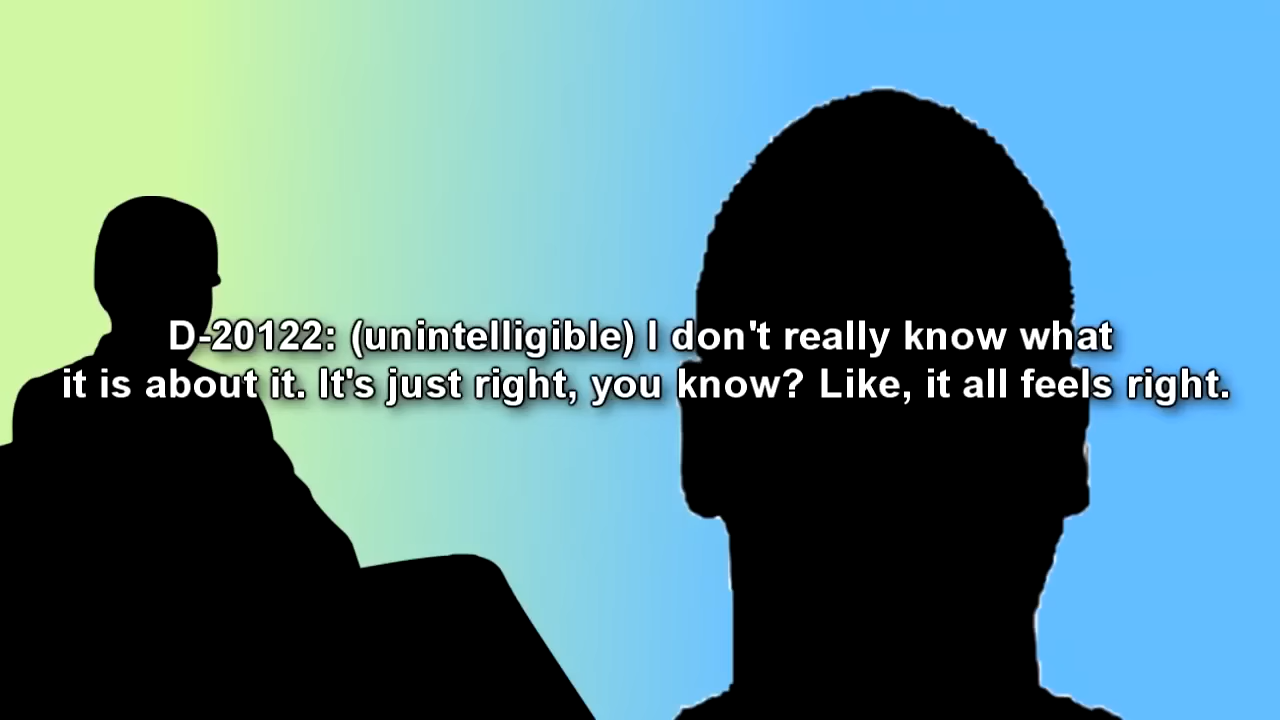 D-20122: (unintelligible) I don't really know what
it is about it. It's just right, you know? Like, it all feels right.